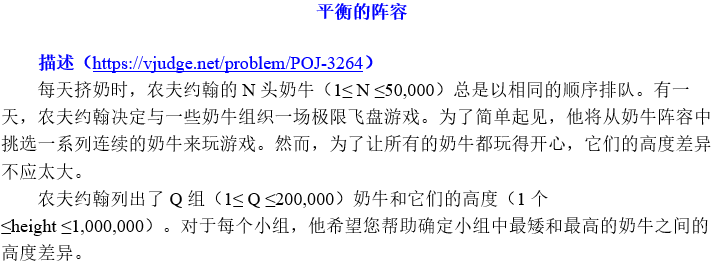 平衡的阵容
描述（https://vjudge.net/problem/POJ-3264）
每天挤奶时，农夫约翰的 N 头奶牛（1≤ N ≤50,000）总是以相同的顺序排队。有一
天，农夫约翰决定与一些奶牛组织一场极限飞盘游戏。为了简单起见，他将从奶牛阵容中
挑选一系列连续的奶牛来玩游戏。然而，为了让所有的奶牛都玩得开心，它们的高度差异
不应太大。
农夫约翰列出了 Q 组（1≤ Q ≤200,000）奶牛和它们的高度（1 个
≤height ≤1,000,000）。对于每个小组，他希望您帮助确定小组中最矮和最高的奶牛之间的
高度差异。